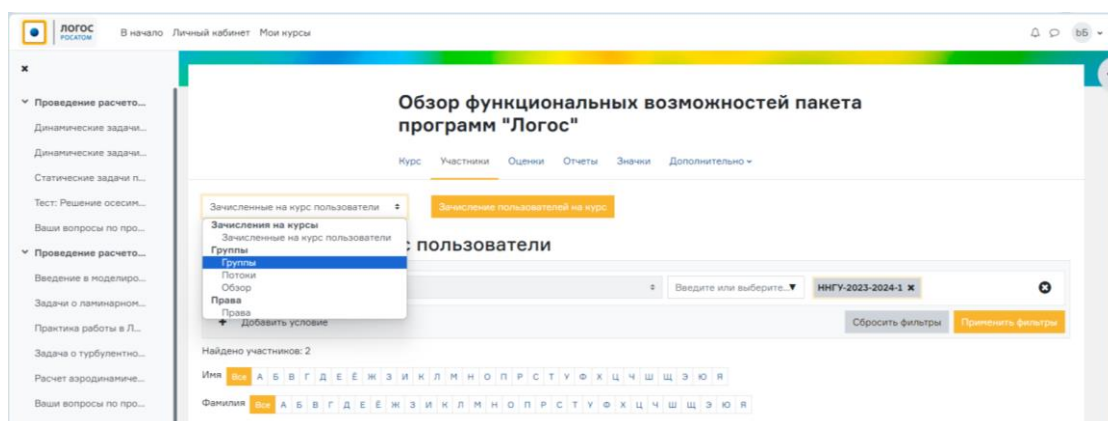 ЛОГОС
РОСАТОМ
В начало Личный кабинет Мои курсы
bБ
Проведение расчето...
Динамические задачи...
Динамические задачи...
Статические задачи п...
Тест: Решение осесим...
Ваши вопросы по про...
Проведение расчето...
Введение в моделиро...
Задачи о ламинарном...
Практика работы в Л...
Задача о турбулентно...
Расчет аэродинамиче...
Ваши вопросы по про...
Обзор функциональных возможностей пакета
программ "Логос"
Курс Участники Оценки Отчеты Значки Дополнительно
Зачисленные на курс пользователи
Зачисление пользователей на курс
Зачисления на курсы
Зачисленные на курс пользователи
Группы
Группы
Потоки
Обзор
Права
Права
с пользователи
Введите или выберите... ННГУ-2023-2024-1
Добавить условие
Сбросить фильтры Применить фильтры
Найдено участников: 2
Имя Все А Б В Г Д Е Ё Ж З И К Л М Н О П Р С Т У Ф Х Ц Ч Ш Щ Э Ю Я
Фамилия Все А Б В Г Д Е Ё Ж З И К Л М Н О П Р С Т У Ф Х Ц Ч Ш Щ Э Ю Я